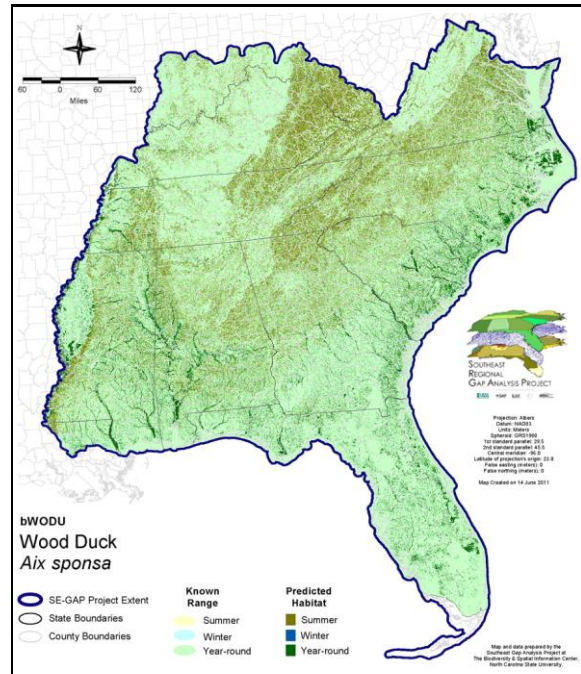 N
60 0 60 120
Miles
SOUTHEAST
REGIONAL
GAP ANALYSIS PROJECT
Projection: Albers
Datum: NAD83
Units: Meters
Spheroid: GRS1980
1st standard parallel: 29.5
2nd standard parallel: 45.5
Central meridian: -96.0
Latitude of projection's origin: 23.0
False easting (meters): 0
False northing (meters): 0
Map Created on 14 June 2011
bWODU
Wood Duck
Aix sponsa
SE-GAP Project Extent
State Boundaries
County Boundaries
Known
Range
Summer
Winter
Year-round
Predicted
Habitat
Summer
Winter
Year-round
Map and data prepared by the
Southeast Gap Analysis Project at
The Biodiversity & Spatial Information Center,
North Carolina State University.